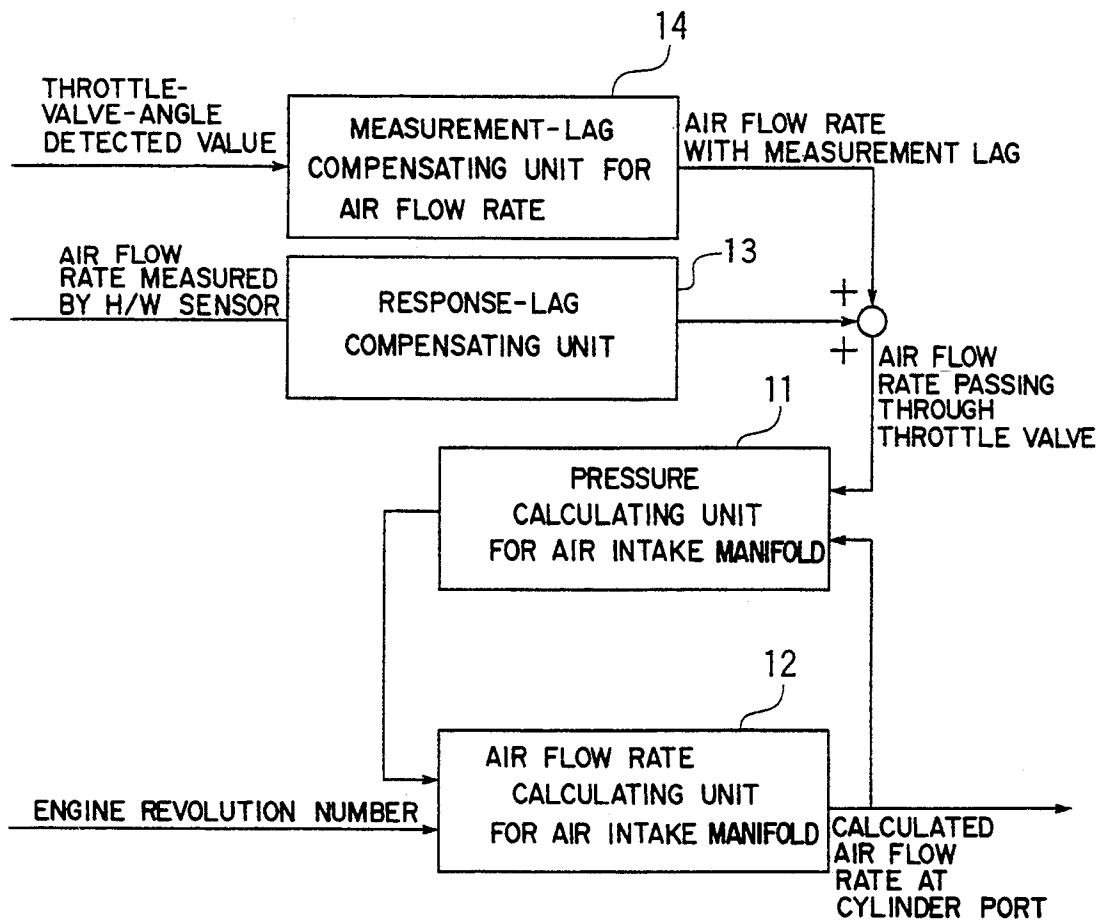 14
THROTTLE-
VALVE-ANGLE
DETECTED VALUE
MEASUREMENT-LAG
COMPENSATING UNIT FOR
AIR FLOW RATE
AIR FLOW RATE
WITH MEASUREMENT LAG
AIR FLOW
RATE MEASURED
BY H/W SENSOR
13
RESPONSE-LAG
COMPENSATING UNIT
+
+
AIR FLOW
RATE PASSING
THROUGH
THROTTLE VALVE
11
PRESSURE
CALCULATING UNIT
FOR AIR INTAKE MANIFOLD
12
AIR FLOW RATE
CALCULATING UNIT
FOR AIR INTAKE MANIFOLD
ENGINE REVOLUTION NUMBER
CALCULATED
AIR FLOW
RATE AT
CYLINDER PORT